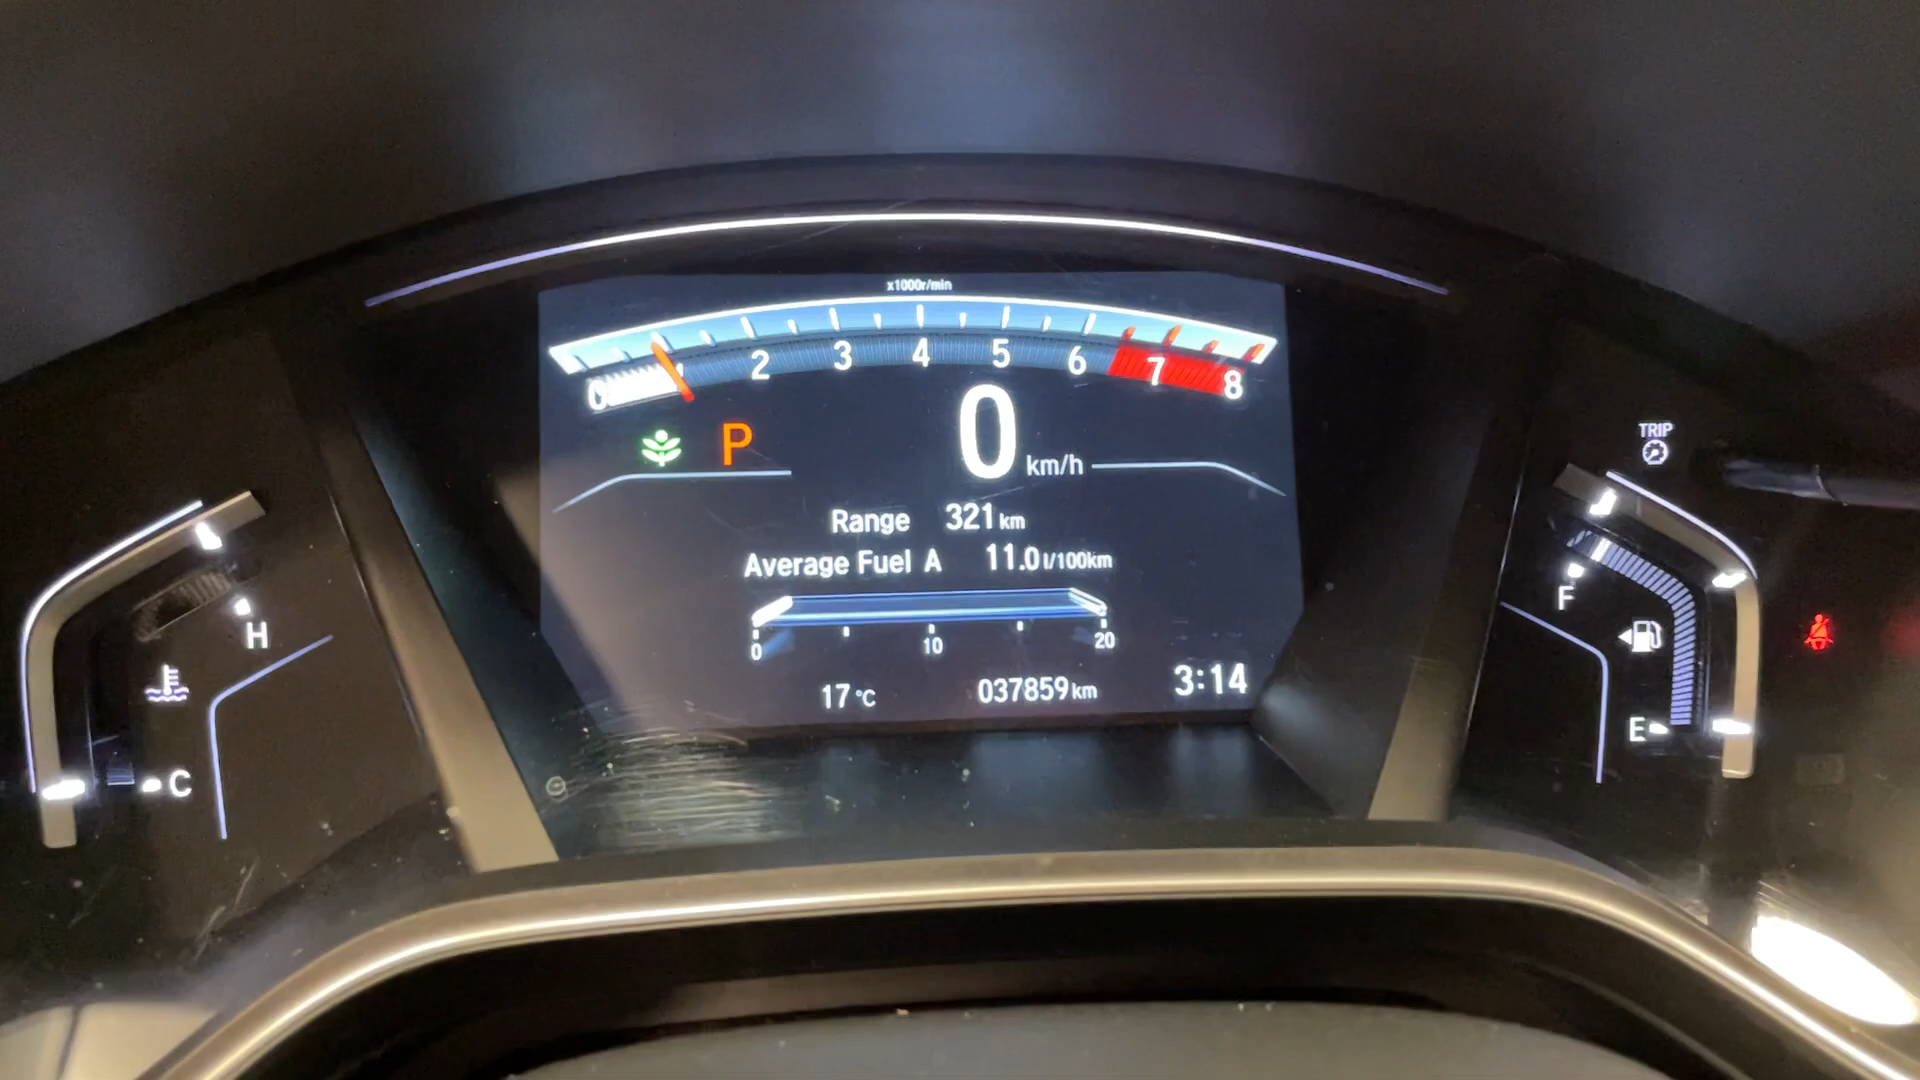 x1000r/min
0 2 3 4 5 6 7 8
P
0 km/h
Range 321 km
Average Fuel A 11.0 l/100km
0 10 20
17 °C 037859 km 3:14
H
C
TRIP
F
E